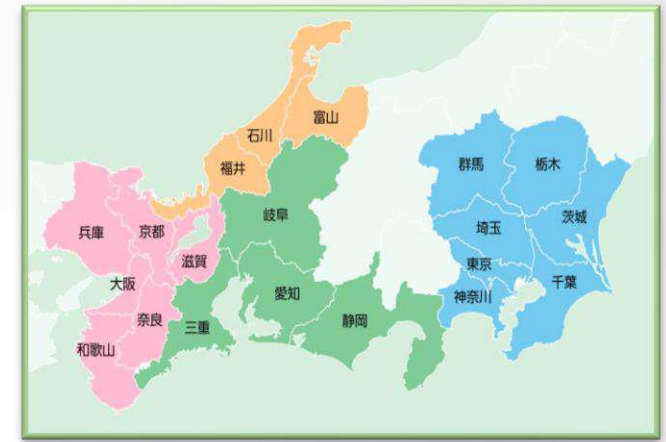 富山
石川
福井
群馬
栃木
岐阜
茨城
埼玉
兵庫
京都
滋賀
東京
千葉
大阪
愛知
神奈川
奈良
三重
静岡
和歌山